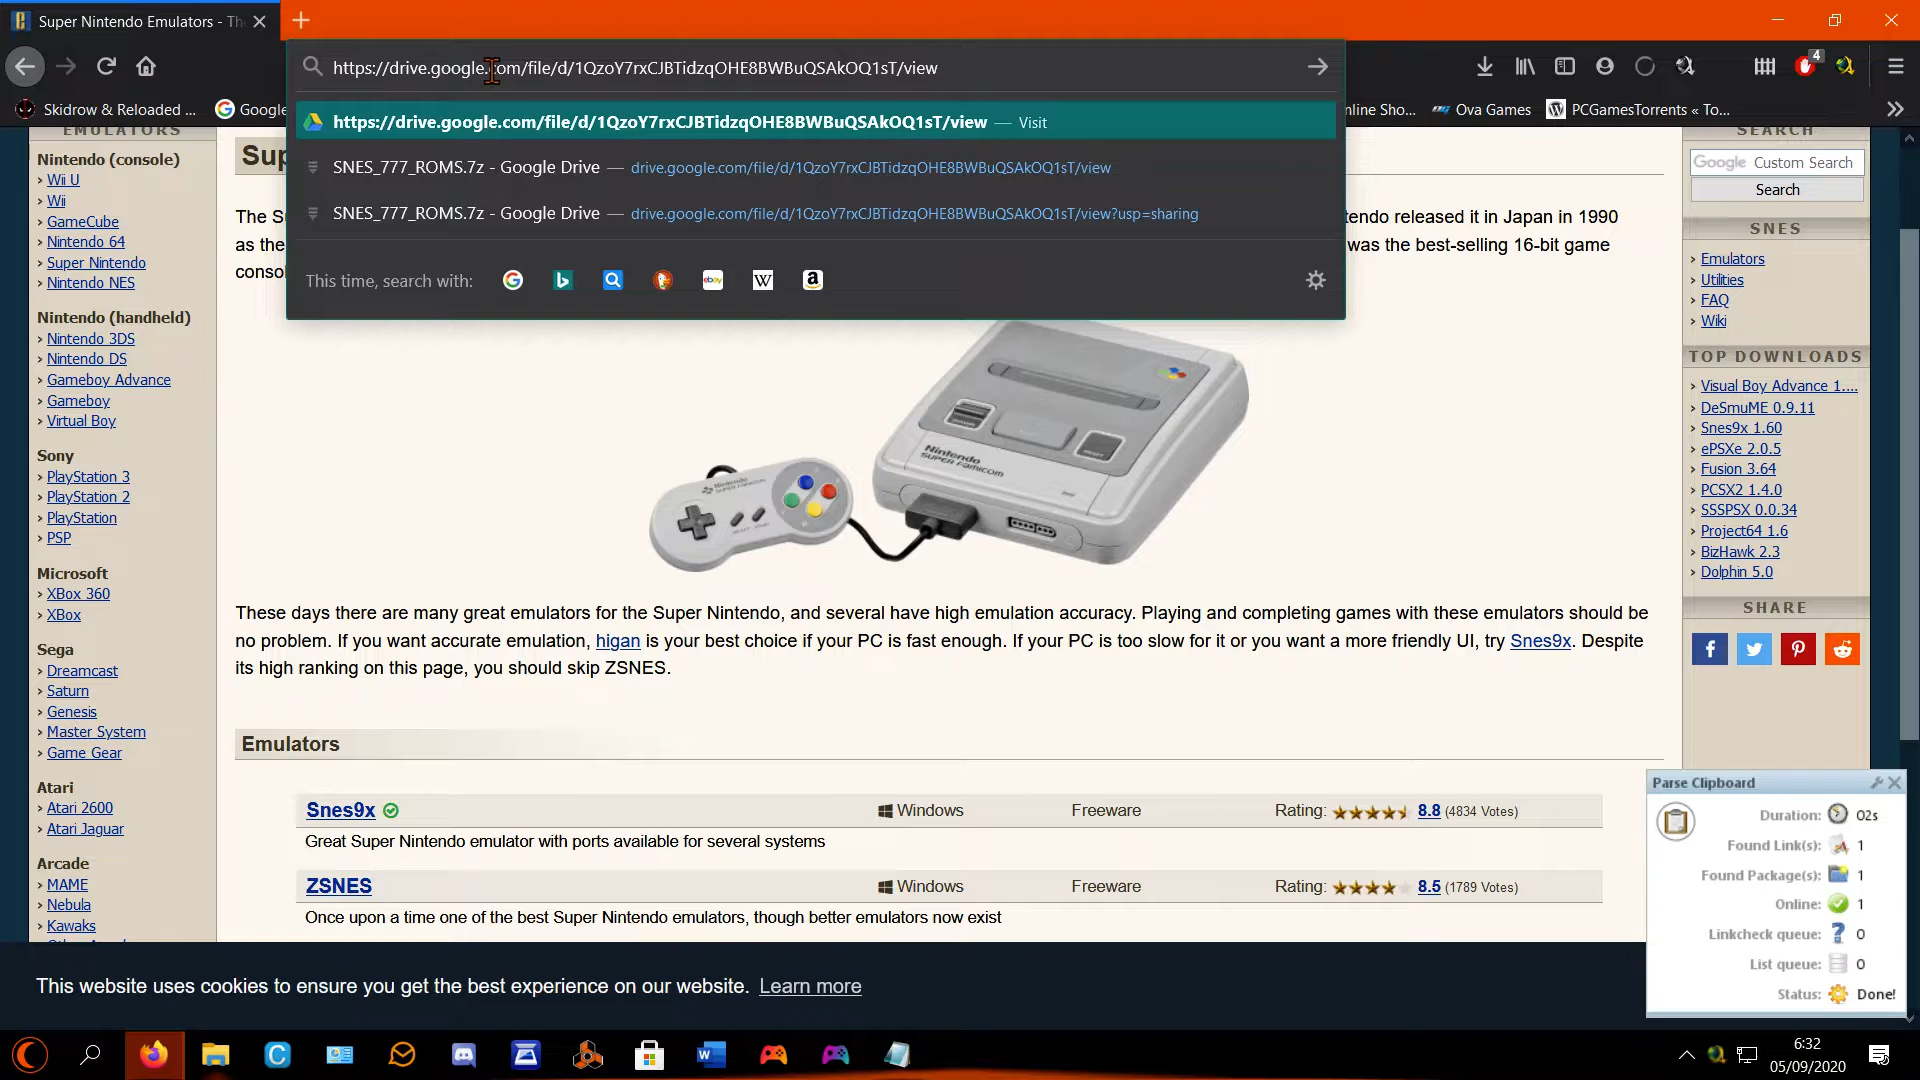 Super Nintendo Emulators - The
https://drive.google.com/file/d/1QzoY7rxCJBTidzqOHE8BWBuQSAkOQ1sT/view
4
Skidrow & Reloaded ...
Google
nline Sho...
Ova Games
PCGamesTorrents « To...
https://drive.google.com/file/d/1QzoY7rxCJBTidzqOHE8BWBuQSAkOQ1sT/view — Visit
SNES_777_ROMS.7z - Google Drive — drive.google.com/file/d/1QzoY7rxCJBTidzqOHE8BWBuQSAkOQ1sT/view
SNES_777_ROMS.7z - Google Drive — drive.google.com/file/d/1QzoY7rxCJBTidzqOHE8BWBuQSAkOQ1sT/view?usp=sharing
This time, search with:
EMULATORS
Nintendo (console)
› Wii U
› Wii
› GameCube
› Nintendo 64
› Super Nintendo
› Nintendo NES
Nintendo (handheld)
› Nintendo 3DS
› Nintendo DS
› Gameboy Advance
› Gameboy
› Virtual Boy
Sony
› PlayStation 3
› PlayStation 2
› PlayStation
› PSP
Microsoft
› XBox 360
› XBox
Sega
› Dreamcast
› Saturn
› Genesis
› Master System
› Game Gear
Atari
› Atari 2600
› Atari Jaguar
Arcade
› MAME
› Nebula
› Kawaks
Sup
The S
tendo released it in Japan in 1990
as the
was the best-selling 16-bit game
conso
Nintendo
SUPER FAMICOM
These days there are many great emulators for the Super Nintendo, and several have high emulation accuracy. Playing and completing games with these emulators should be
no problem. If you want accurate emulation, higan is your best choice if your PC is fast enough. If your PC is too slow for it or you want a more friendly UI, try Snes9x. Despite
its high ranking on this page, you should skip ZSNES.
Emulators
Snes9x Windows Freeware Rating: 8.8 (4834 Votes)
Great Super Nintendo emulator with ports available for several systems
ZSNES Windows Freeware Rating: 8.5 (1789 Votes)
Once upon a time one of the best Super Nintendo emulators, though better emulators now exist
SEARCH
Google Custom Search
Search
SNES
› Emulators
› Utilities
› FAQ
› Wiki
TOP DOWNLOADS
› Visual Boy Advance 1....
› DeSmuME 0.9.11
› Snes9x 1.60
› ePSXe 2.0.5
› Fusion 3.64
› PCSX2 1.4.0
› SSSPSX 0.0.34
› Project64 1.6
› BizHawk 2.3
› Dolphin 5.0
SHARE
Parse Clipboard
Duration: 02s
Found Link(s): 1
Found Package(s): 1
Online: 1
Linkcheck queue: 0
List queue: 0
Status: Done!
This website uses cookies to ensure you get the best experience on our website. Learn more
6:32
05/09/2020